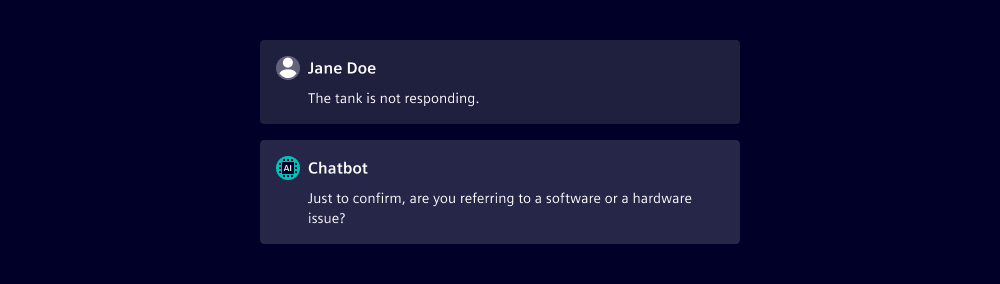 Jane Doe
The tank is not responding.
AI
Chatbot
Just to confirm, are you referring to a software or a hardware
issue?